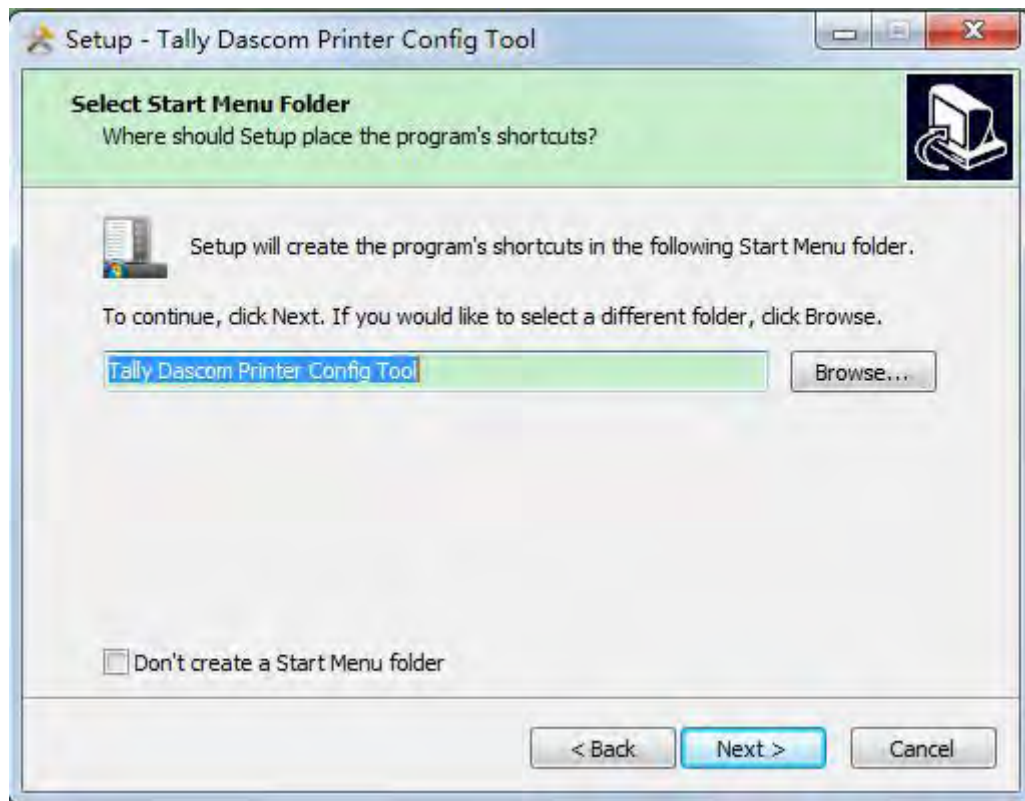 Setup - Tally Dascom Printer Config Tool
Select Start Menu Folder
Where should Setup place the program's shortcuts?
Setup will create the program's shortcuts in the following Start Menu folder.
To continue, click Next. If you would like to select a different folder, click Browse.
Tally Dascom Printer Config Tool
Browse...
Don't create a Start Menu folder
< Back
Next >
Cancel